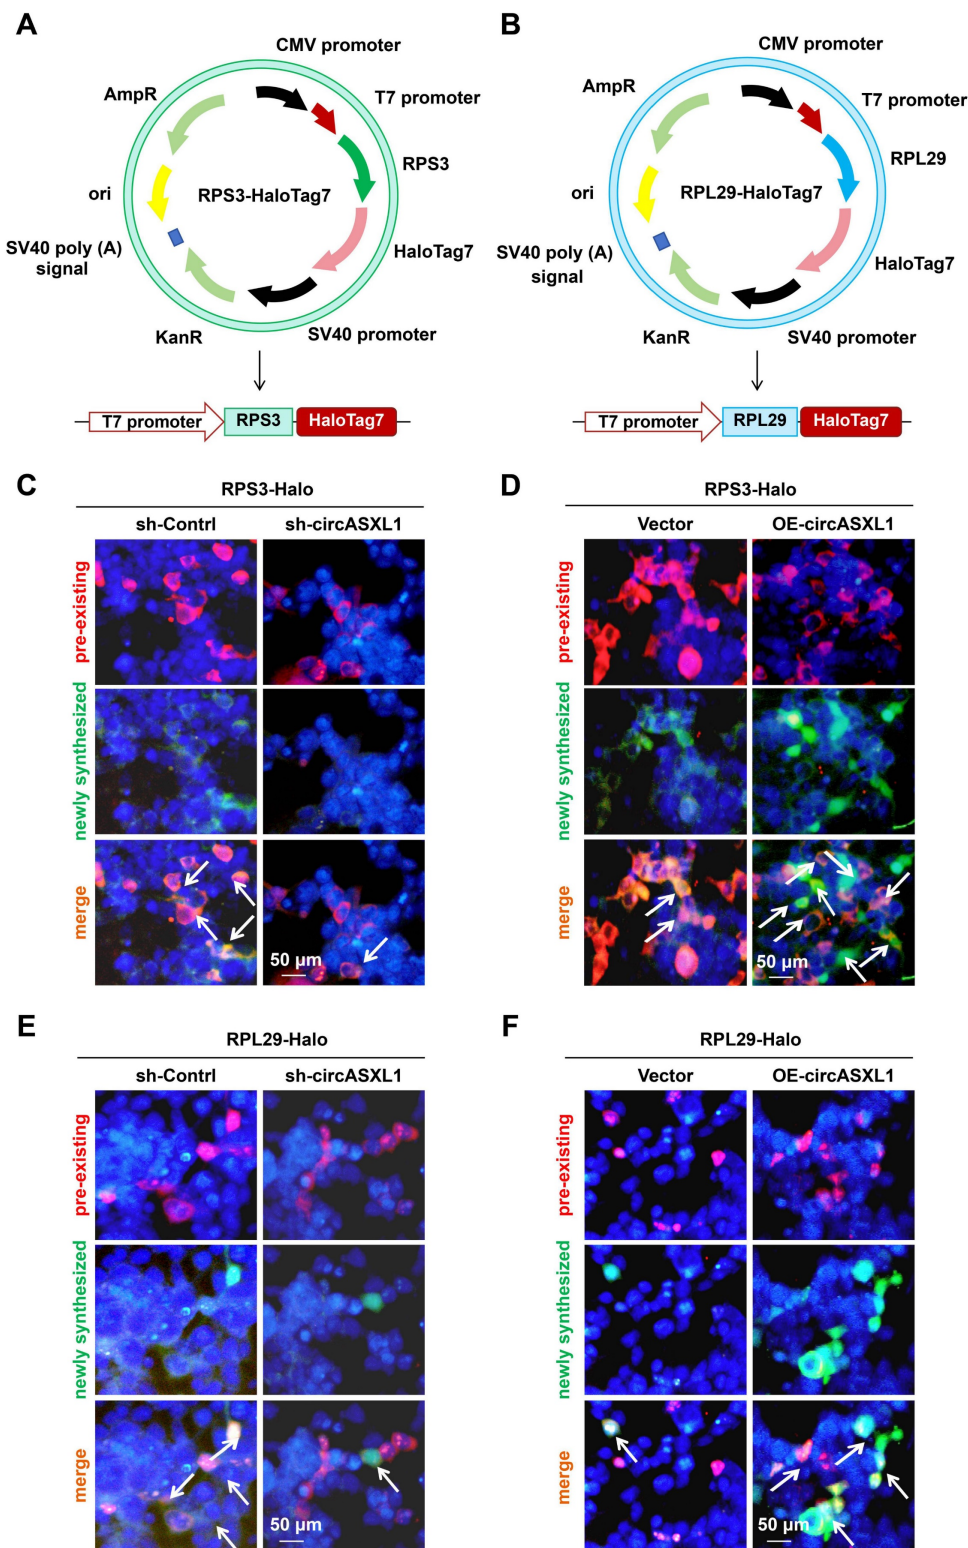 A
CMV promoter
AmpR
T7 promoter
RPS3
ori
RPS3-HaloTag7
SV40 poly (A)
signal
HaloTag7
KanR
SV40 promoter
T7 promoter
RPS3
HaloTag7
B
CMV promoter
AmpR
T7 promoter
RPL29
ori
RPL29-HaloTag7
SV40 poly (A)
signal
HaloTag7
KanR
SV40 promoter
T7 promoter
RPL29
HaloTag7
C
RPS3-Halo
sh-Contrl
sh-circASXL1
pre-existing
newly synthesized
merge
50 μm
D
RPS3-Halo
Vector
OE-circASXL1
pre-existing
newly synthesized
merge
50 μm
E
RPL29-Halo
sh-Contrl
sh-circASXL1
pre-existing
newly synthesized
merge
50 μm
F
RPL29-Halo
Vector
OE-circASXL1
pre-existing
newly synthesized
merge
50 μm